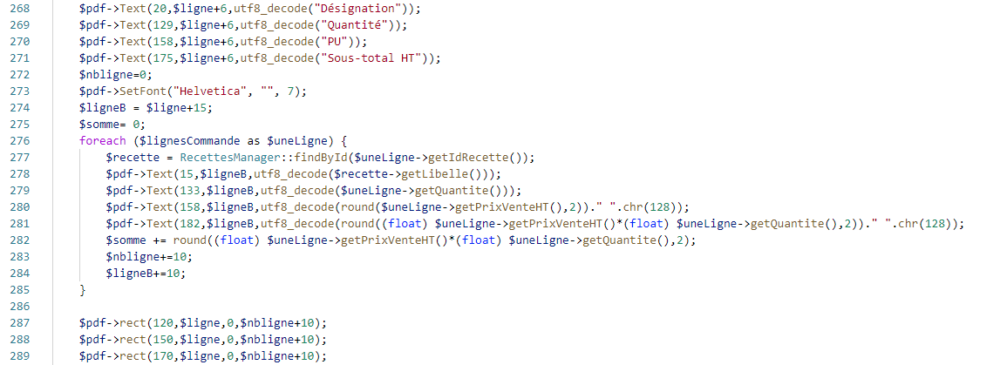 268 $pdf->Text(20,$ligne+6,utf8_decode("Désignation"));
269 $pdf->Text(129,$ligne+6,utf8_decode("Quantité"));
270 $pdf->Text(158,$ligne+6,utf8_decode("PU"));
271 $pdf->Text(175,$ligne+6,utf8_decode("Sous-total HT"));
272 $nbligne=0;
273 $pdf->SetFont("Helvetica", "", 7);
274 $ligneB = $ligne+15;
275 $somme= 0;
276 foreach ($lignesCommande as $uneLigne) {
277 $recette = RecettesManager::findById($uneLigne->getIdRecette());
278 $pdf->Text(15,$ligneB,utf8_decode($recette->getLibelle()));
279 $pdf->Text(133,$ligneB,utf8_decode($uneLigne->getQuantite()));
280 $pdf->Text(158,$ligneB,utf8_decode(round($uneLigne->getPrixVenteHT(),2))." ".chr(128));
281 $pdf->Text(182,$ligneB,utf8_decode(round((float) $uneLigne->getPrixVenteHT()*(float) $uneLigne->getQuantite(),2))." ".chr(128));
282 $somme += round((float) $uneLigne->getPrixVenteHT()*(float) $uneLigne->getQuantite(),2);
283 $nbligne+=10;
284 $ligneB+=10;
285 }
286
287 $pdf->rect(120,$ligne,0,$nbligne+10);
288 $pdf->rect(150,$ligne,0,$nbligne+10);
289 $pdf->rect(170,$ligne,0,$nbligne+10);